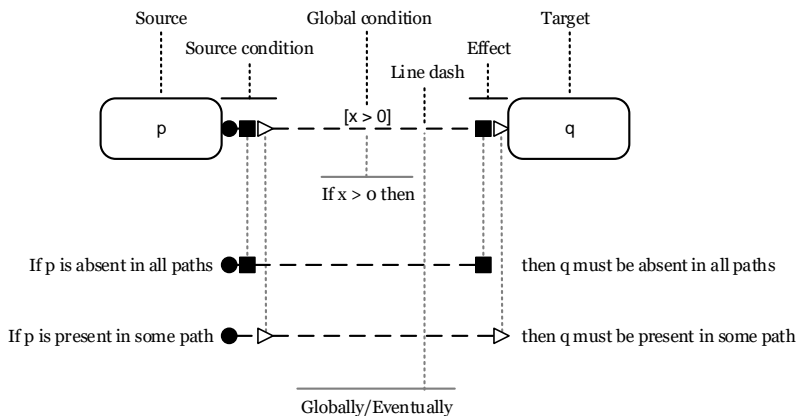 Source
Global condition
Target
Source condition
Effect
Line dash
p
[x > 0]
q
If x > 0 then
If p is absent in all paths
then q must be absent in all paths
If p is present in some path
then q must be present in some path
Globally/Eventually